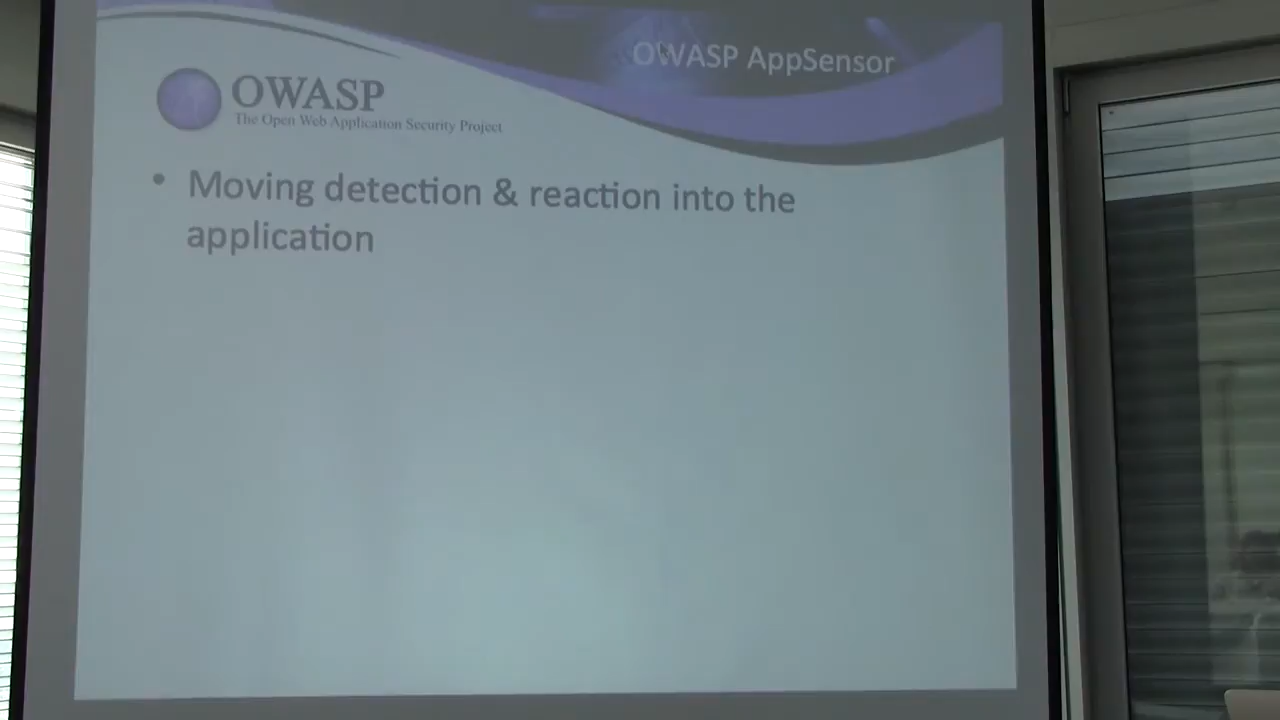 OWASP AppSensor
OWASP
The Open Web Application Security Project
• Moving detection & reaction into the
application